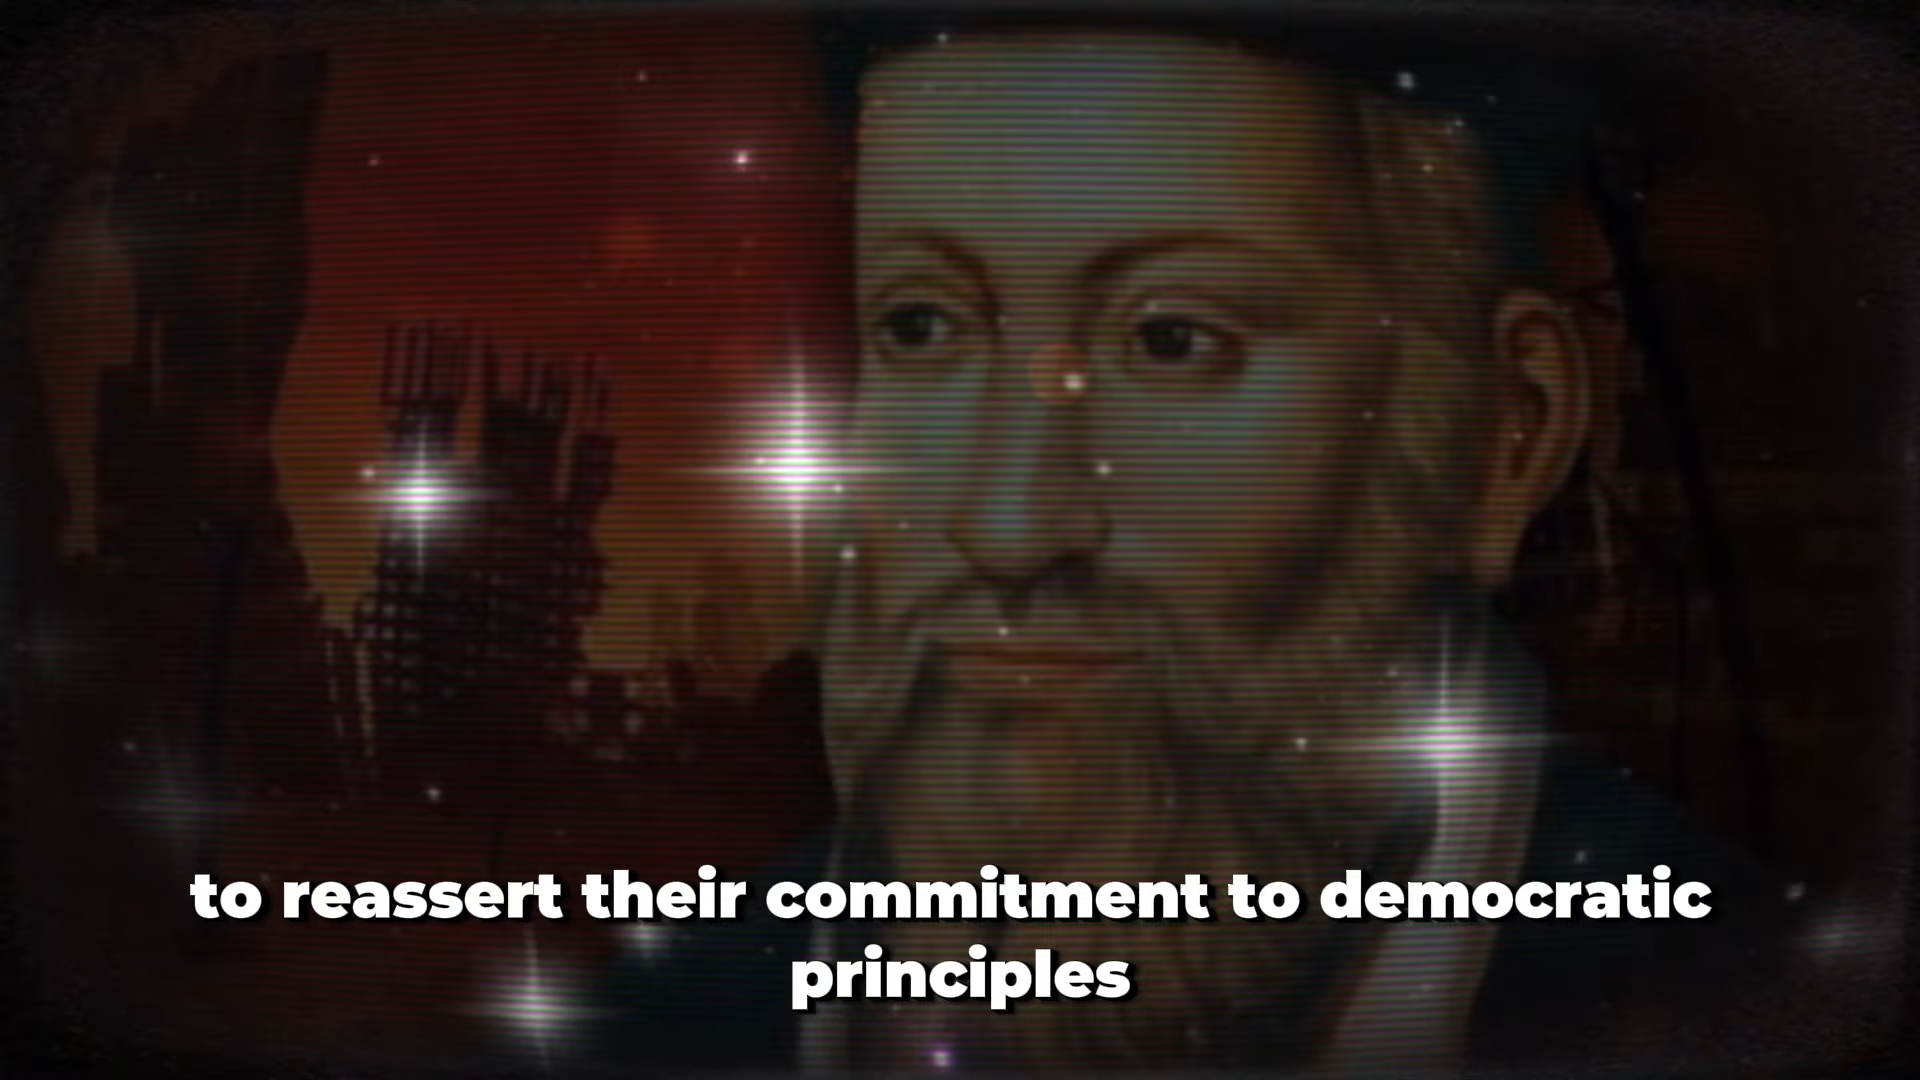 to reassert their commitment to democratic
principles